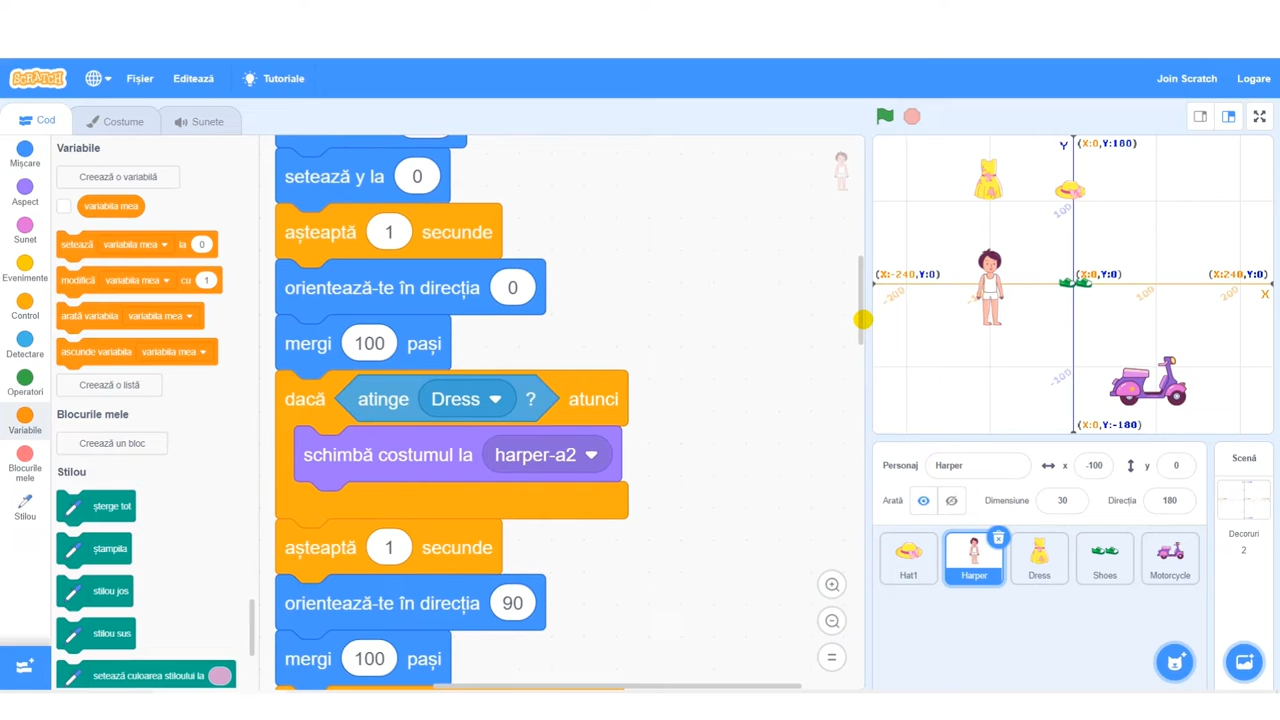 SCRATCH
Fișier
Editează
Tutoriale
Join Scratch
Logare
Cod
Costume
Sunete
Mișcare
Aspect
Sunet
Evenimente
Control
Detectare
Operatori
Variabile
Blocurile
mele
Stilou
Variabile
Creează o variabilă
variabila mea
setează variabila mea la 0
modifică variabila mea cu 1
arată variabila variabila mea
ascunde variabila variabila mea
Creează o listă
Blocurile mele
Creează un bloc
Stilou
șterge tot
ștampila
stilou jos
stilou sus
setează culoarea stiloului la
setează y la 0
așteaptă 1 secunde
orientează-te în direcția 0
mergi 100 pași
dacă atinge Dress ? atunci
schimbă costumul la harper-a2
așteaptă 1 secunde
orientează-te în direcția 90
mergi 100 pași
Y (X:0,Y:180)
100
(X:-240,Y:0) (X:0,Y:0) (X:240,Y:0)
X
-200 100 200
-100
(X:0,Y:-180)
Personaj Harper x -100 y 0
Arată Dimensiune 30 Direcția 180
Hat1
Harper
Dress
Shoes
Motorcycle
Scenă
Decoruri
2